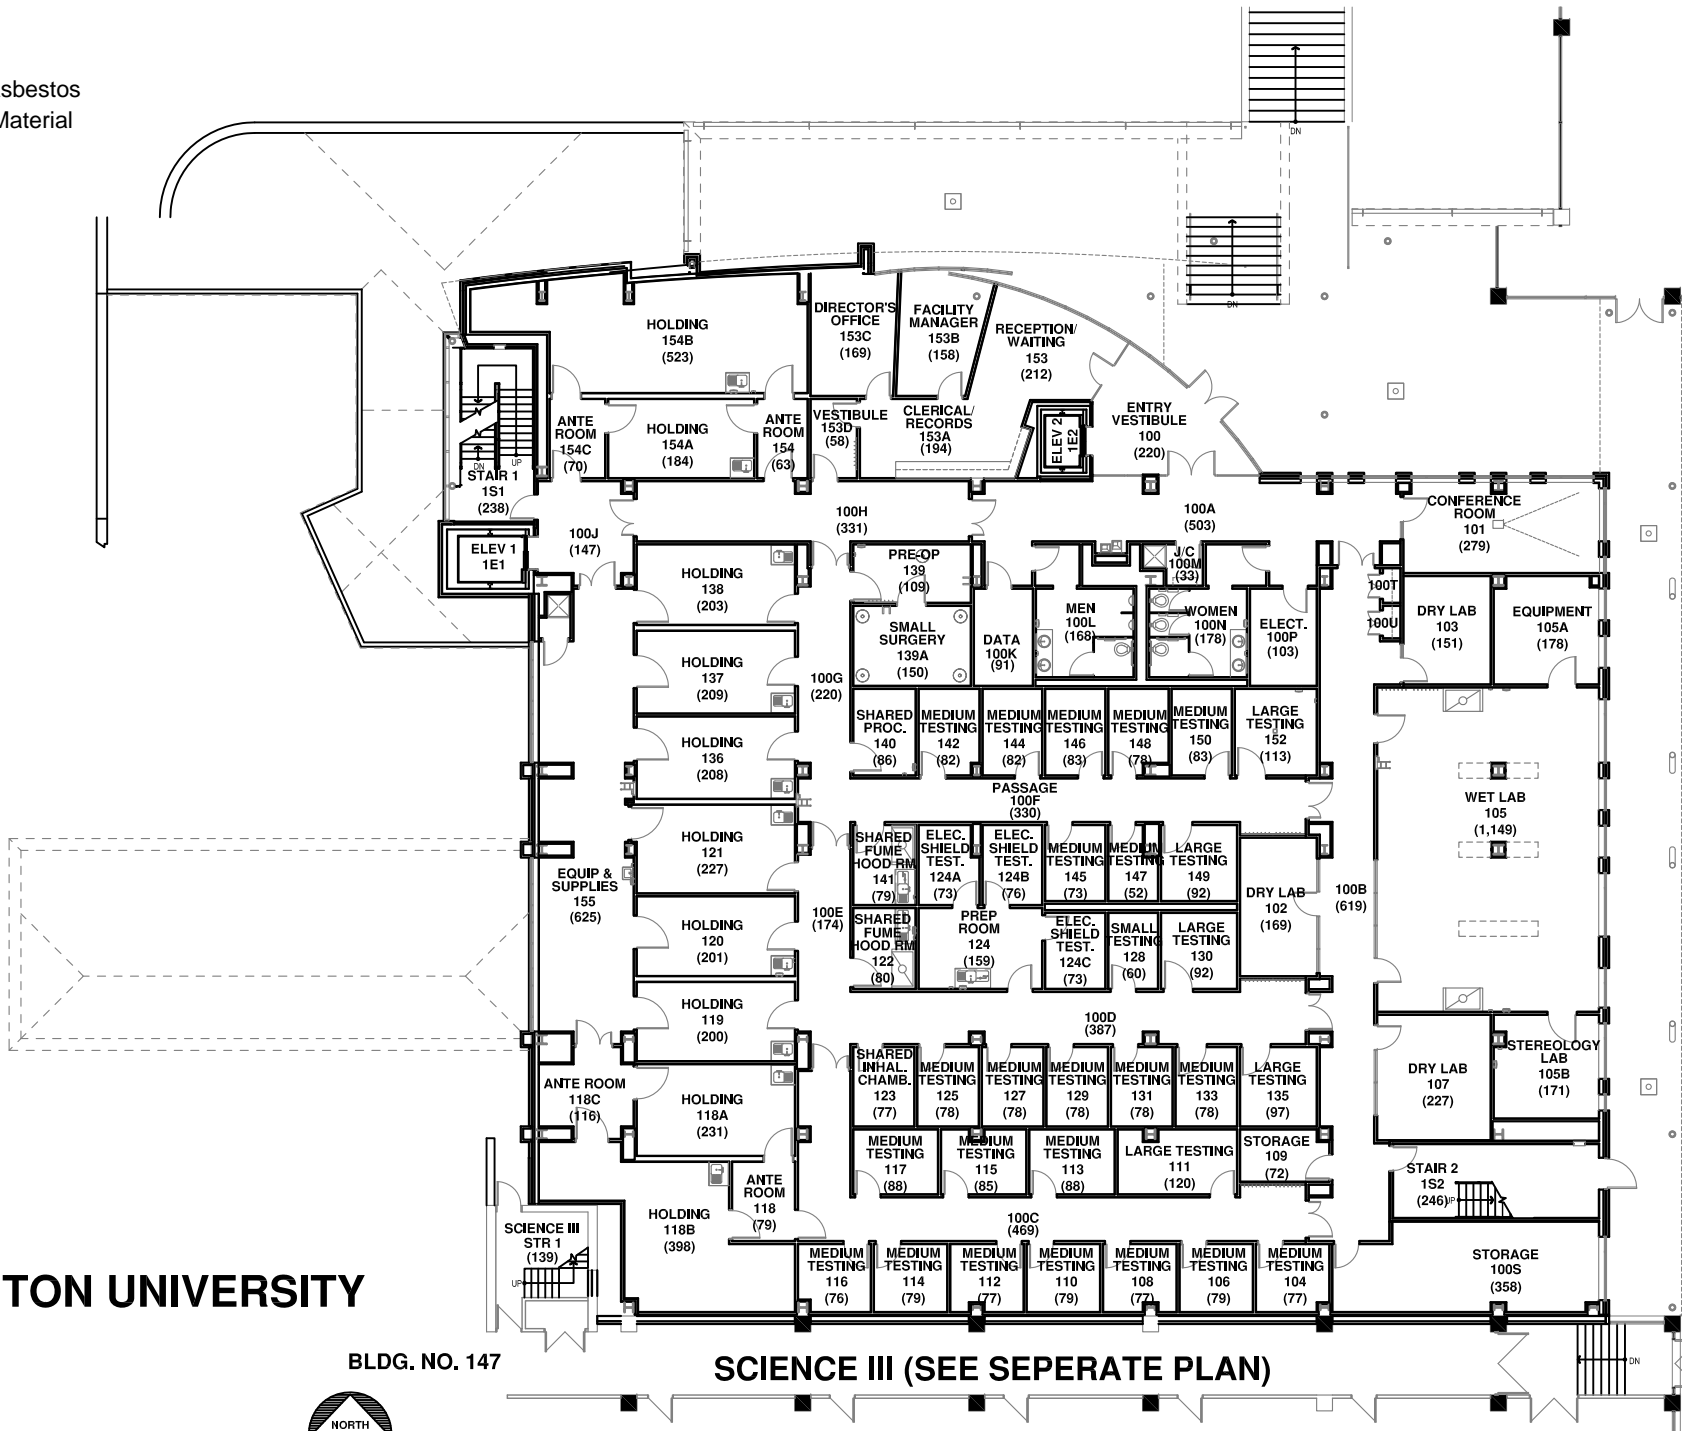 sbestos
Material
DN
DN
HOLDING
154B
(523)
DIRECTOR'S
OFFICE
153C
(169)
FACILITY
MANAGER
153B
(158)
RECEPTION/
WAITING
153
(212)
ANTE
ROOM
154C
(70)
HOLDING
154A
(184)
ANTE
ROOM
154
(63)
VESTIBULE
153D
(58)
CLERICAL/
RECORDS
153A
(194)
ELEV 2
1E2
ENTRY
VESTIBULE
100
(220)
DN
UP
STAIR 1
1S1
(238)
ELEV 1
1E1
100J
(147)
100H
(331)
100A
(503)
CONFERENCE
ROOM
101
(279)
HOLDING
138
(203)
PRE-OP
139
(109)
J/C
100M
(33)
100T
100U
SMALL
SURGERY
139A
(150)
DATA
100K
(91)
MEN
100L
(168)
WOMEN
100N
(178)
ELECT.
100P
(103)
DRY LAB
103
(151)
EQUIPMENT
105A
(178)
HOLDING
137
(209)
100G
(220)
HOLDING
136
(208)
SHARED
PROC.
140
(86)
MEDIUM
TESTING
142
(82)
MEDIUM
TESTING
144
(82)
MEDIUM
TESTING
146
(83)
MEDIUM
TESTING
148
(78)
MEDIUM
TESTING
150
(83)
LARGE
TESTING
152
(113)
PASSAGE
100F
(330)
WET LAB
105
(1,149)
HOLDING
121
(227)
SHARED
FUME
HOOD RM
141
(79)
ELEC.
SHIELD
TEST.
124A
(73)
ELEC.
SHIELD
TEST.
124B
(76)
MEDIUM
TESTING
145
(73)
MEDIUM
TESTING
147
(52)
LARGE
TESTING
149
(92)
EQUIP &
SUPPLIES
155
(625)
DRY LAB
102
(169)
100B
(619)
100E
(174)
HOLDING
120
(201)
SHARED
FUME
HOOD RM
122
(80)
PREP
ROOM
124
(159)
ELEC.
SHIELD
TEST.
124C
(73)
SMALL
TESTING
128
(60)
LARGE
TESTING
130
(92)
HOLDING
119
(200)
100D
(387)
ANTE ROOM
118C
(116)
HOLDING
118A
(231)
SHARED
INHAL.
CHAMB.
123
(77)
MEDIUM
TESTING
125
(78)
MEDIUM
TESTING
127
(78)
MEDIUM
TESTING
129
(78)
MEDIUM
TESTING
131
(78)
MEDIUM
TESTING
133
(78)
LARGE
TESTING
135
(97)
DRY LAB
107
(227)
STEREOLOGY
LAB
105B
(171)
MEDIUM
TESTING
117
(88)
MEDIUM
TESTING
115
(85)
MEDIUM
TESTING
113
(88)
LARGE TESTING
111
(120)
STORAGE
109
(72)
STAIR 2
1S2
(246)
UP
ANTE
ROOM
118
(79)
HOLDING
118B
(398)
100C
(469)
SCIENCE III
STR 1
(139)
UP
MEDIUM
TESTING
116
(76)
MEDIUM
TESTING
114
(79)
MEDIUM
TESTING
112
(77)
MEDIUM
TESTING
110
(79)
MEDIUM
TESTING
108
(77)
MEDIUM
TESTING
106
(79)
MEDIUM
TESTING
104
(77)
STORAGE
100S
(358)
TON UNIVERSITY
BLDG. NO. 147
SCIENCE III (SEE SEPERATE PLAN)
DN
NORTH